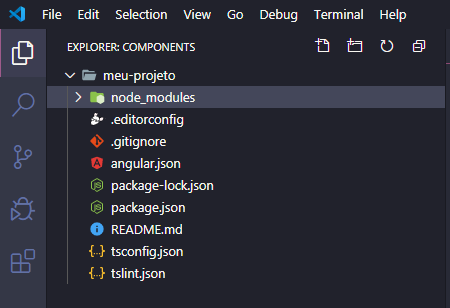 File Edit Selection View Go Debug Terminal Help
EXPLORER: COMPONENTS
meu-projeto
node_modules
.editorconfig
.gitignore
angular.json
package-lock.json
package.json
README.md
tsconfig.json
tslint.json